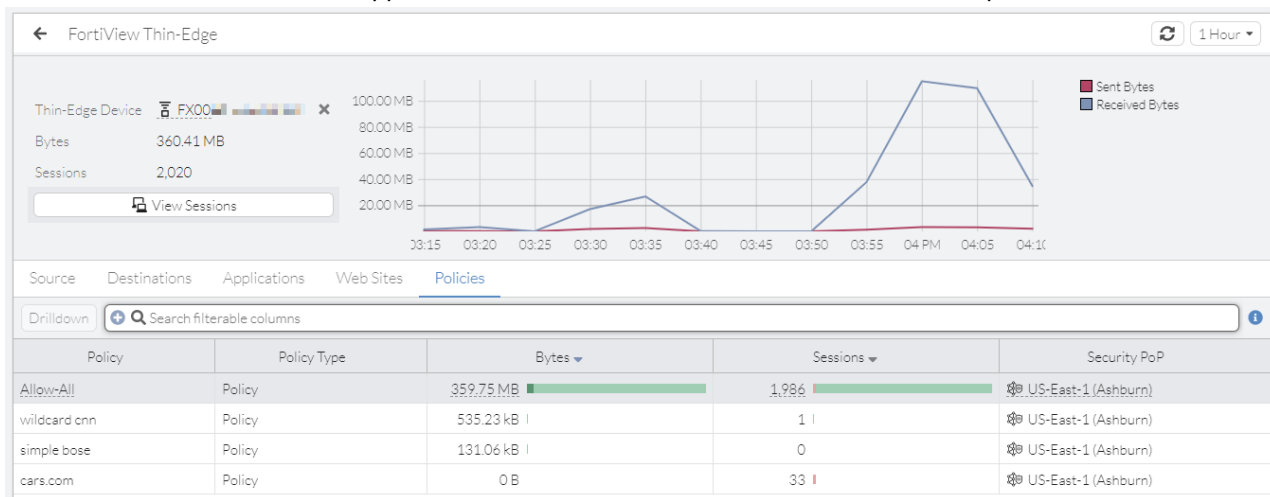 FortiView Thin-Edge
1 Hour
Thin-Edge Device FX00
Bytes 360.41 MB
Sessions 2,020
View Sessions
100.00 MB
80.00 MB
60.00 MB
40.00 MB
20.00 MB
03:15 03:20 03:25 03:30 03:35 03:40 03:45 03:50 03:55 04 PM 04:05 04:10
Sent Bytes
Received Bytes
Source Destinations Applications Web Sites Policies
Drilldown Search filterable columns
Policy Policy Type Bytes Sessions Security PoP
Allow-All Policy 359.75 MB 1,986 US-East-1 (Ashburn)
wildcard cnn Policy 535.23 kB 1 US-East-1 (Ashburn)
simple bose Policy 131.06 kB 0 US-East-1 (Ashburn)
cars.com Policy 0 B 33 US-East-1 (Ashburn)